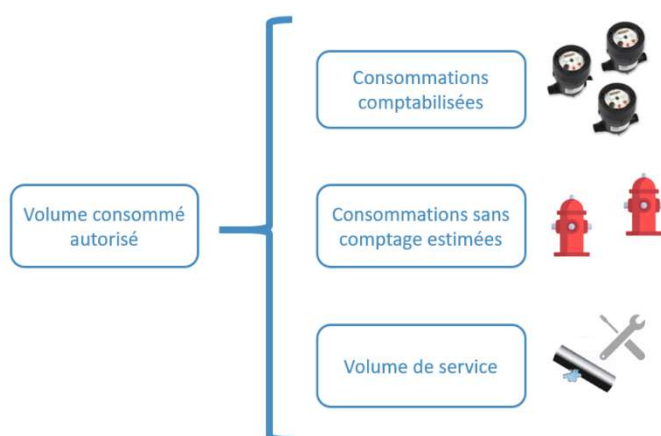 Consommations
comptabilisées
Volume consommé
autorisé
Consommations sans
comptage estimées
Volume de service